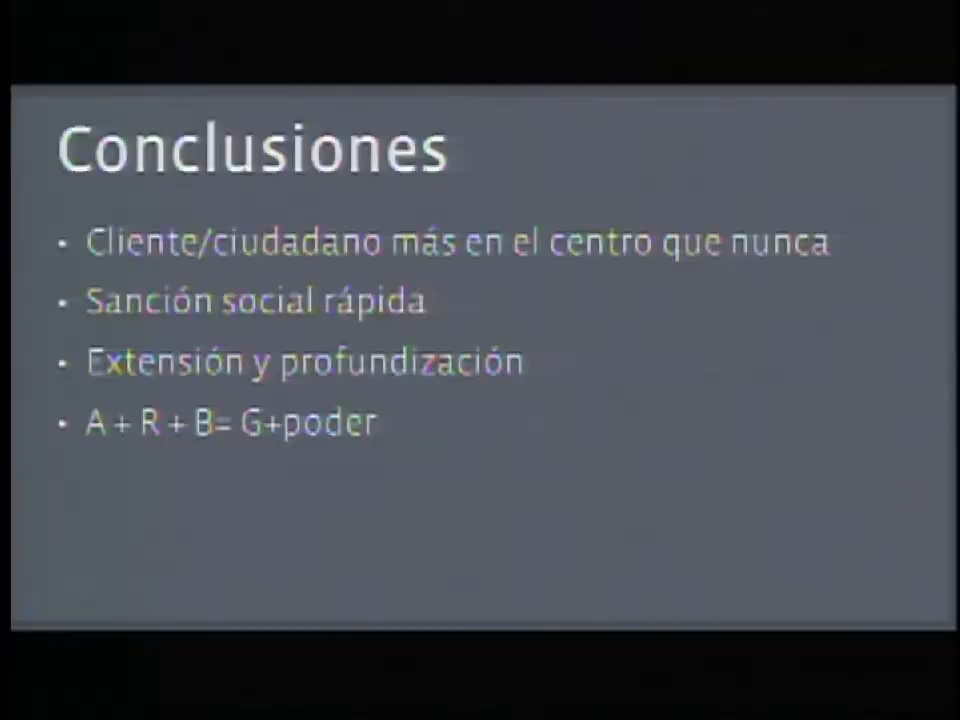 Conclusiones
• Cliente/ciudadano más en el centro que nunca
• Sanción social rápida
• Extensión y profundización
• A + R + B= G+poder